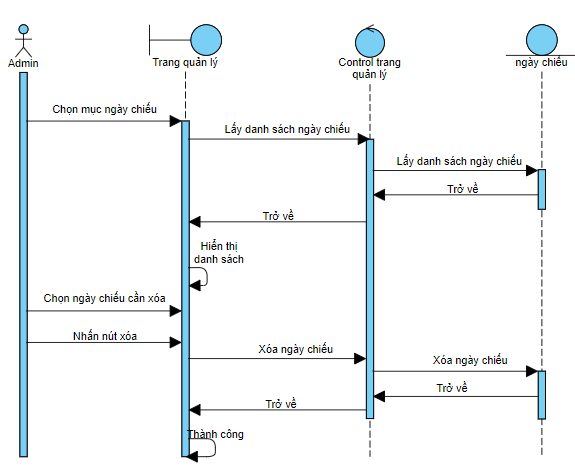 Admin
Trang quản lý
Control trang
quản lý
ngày chiếu
Chọn mục ngày chiếu
Lấy danh sách ngày chiếu
Lấy danh sách ngày chiếu
Trở về
Trở về
Hiển thị
danh sách
Chọn ngày chiếu cần xóa
Nhấn nút xóa
Xóa ngày chiếu
Xóa ngày chiếu
Trở về
Trở về
Thành công